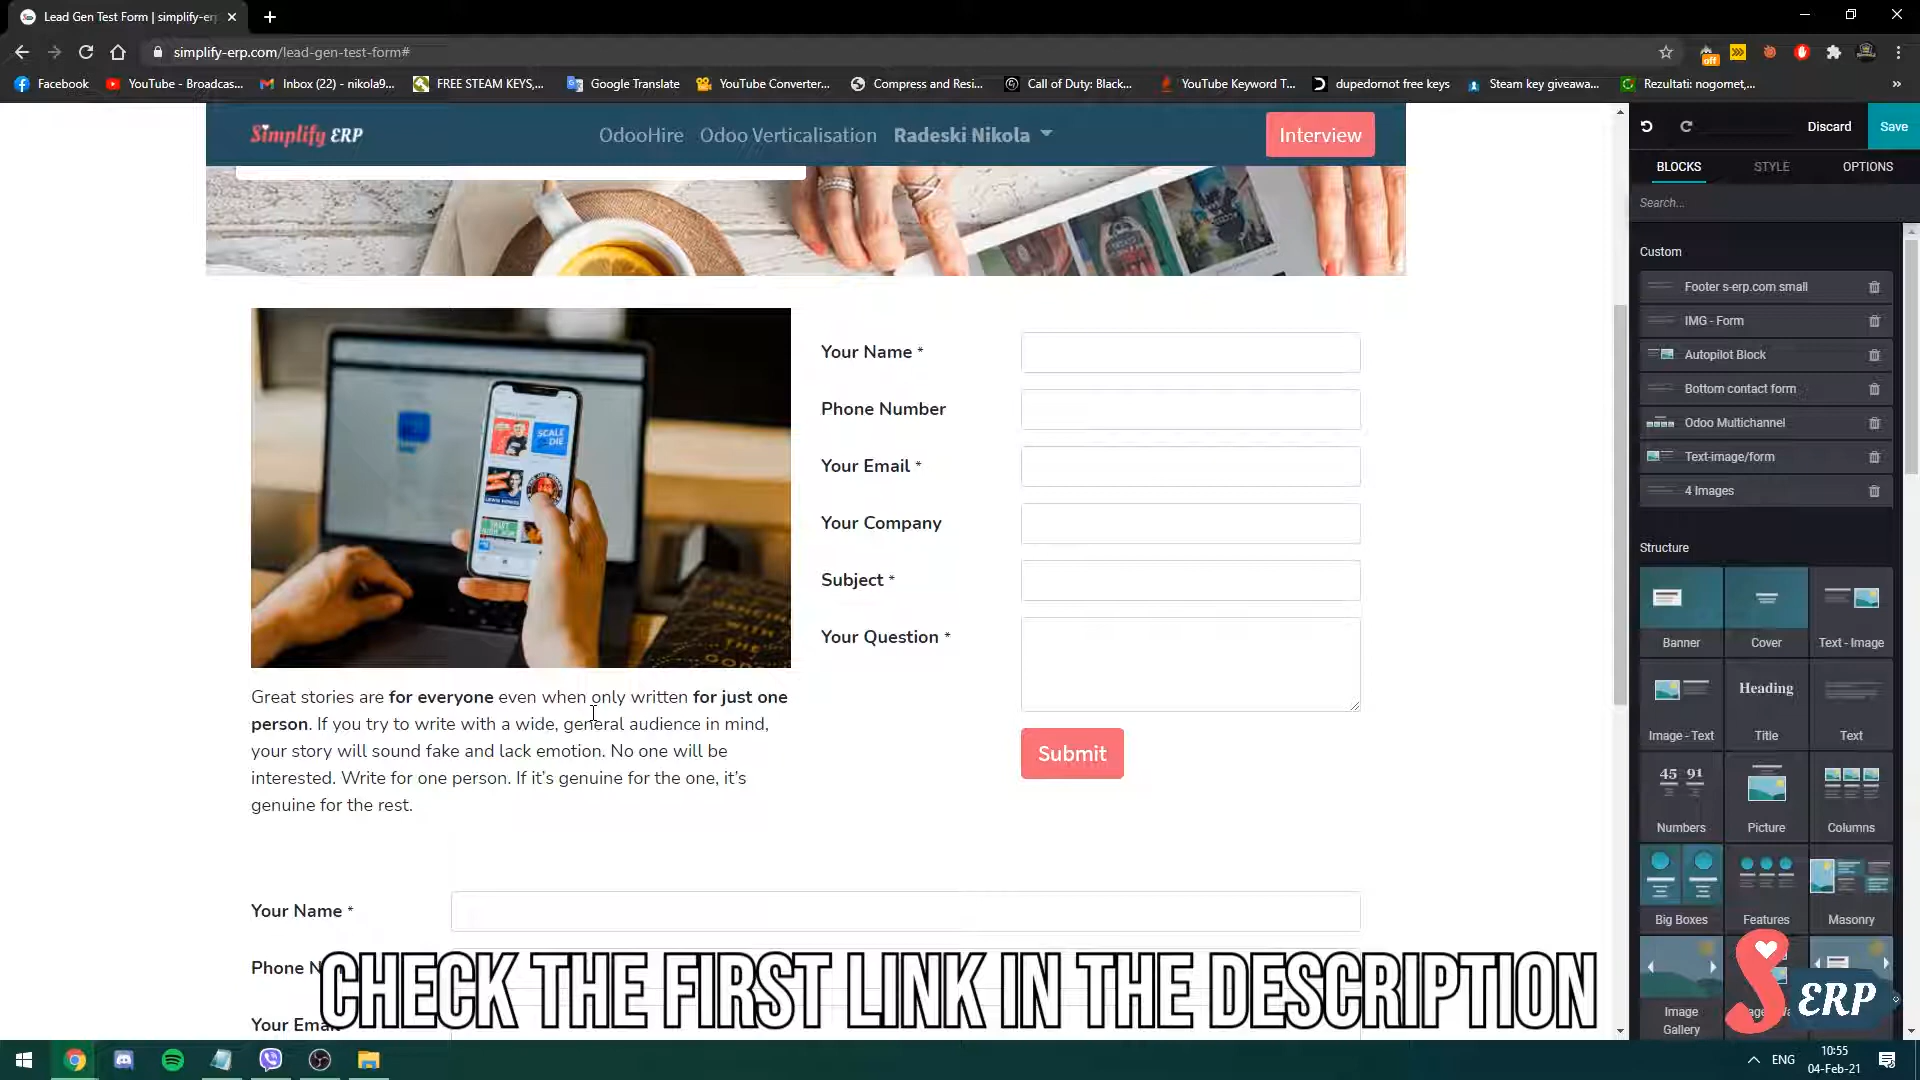 Lead Gen Test Form | simplify-er
simplify-erp.com/lead-gen-test-form#
off
Facebook
YouTube - Broadcas...
Inbox (22) - nikola9...
FREE STEAM KEYS,...
Google Translate
YouTube Converter...
Compress and Resi...
Call of Duty: Black...
YouTube Keyword T...
dupedornot free keys
Steam key giveawa...
Rezultati: nogomet,...
Simplify ERP
OdooHire
Odoo Verticalisation
Radeski Nikola
Interview
Discard
Save
BLOCKS
STYLE
OPTIONS
Search...
Custom
Footer s-erp.com small
IMG - Form
Autopilot Block
Bottom contact form
Odoo Multichannel
Text-image/form
4 Images
Structure
Banner
Cover
Text - Image
Heading
Image - Text
Title
Text
45 91
Numbers
Picture
Columns
Big Boxes
Features
Masonry
Image
Gallery
SCALE
DIE
Your Name *
Phone Number
Your Email *
Your Company
Subject *
Your Question *
Submit
Great stories are for everyone even when only written for just one
person. If you try to write with a wide, general audience in mind,
your story will sound fake and lack emotion. No one will be
interested. Write for one person. If it's genuine for the one, it's
genuine for the rest.
Your Name *
Phone N
Your Email
CHECK THE FIRST LINK IN THE DESCRIPTION
S ERP
ENG
10:55
04-Feb-21